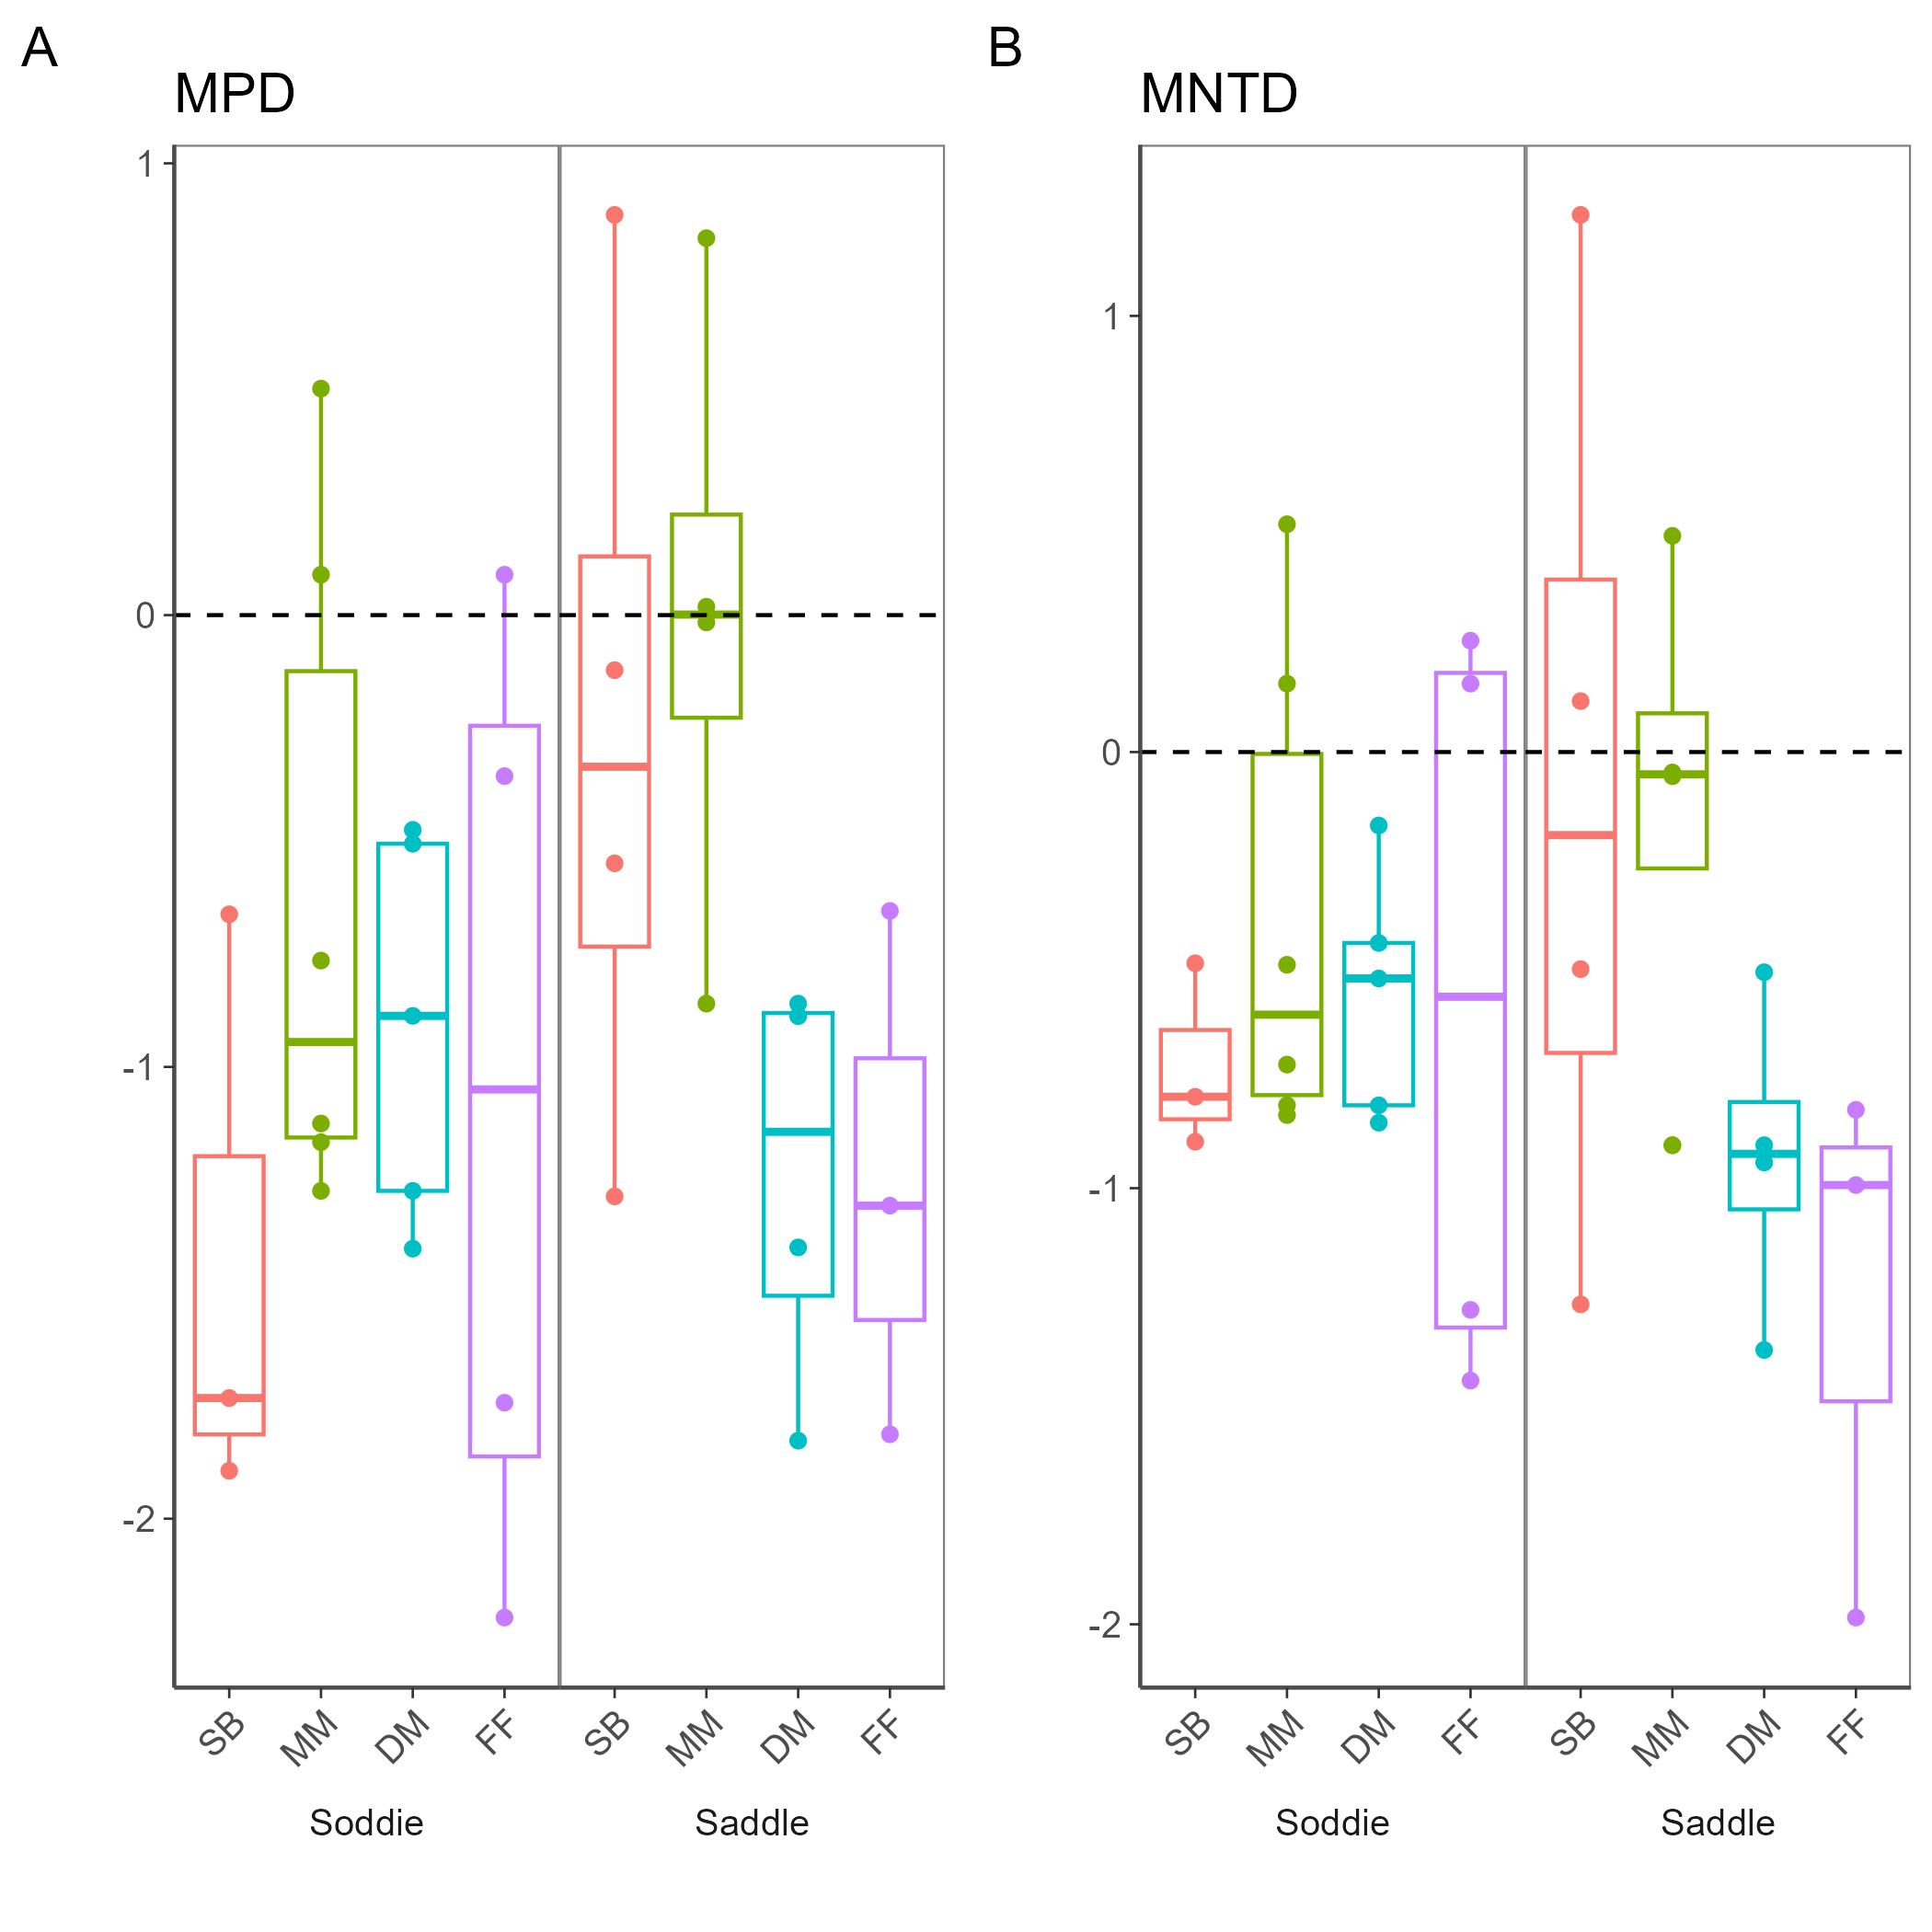 A
B
MPD
MNTD
1
0
-1
-2
1
0
-1
-2
SB MM DM FF SB MM DM FF
SB MM DM FF SB MM DM FF
Soddie Saddle
Soddie Saddle